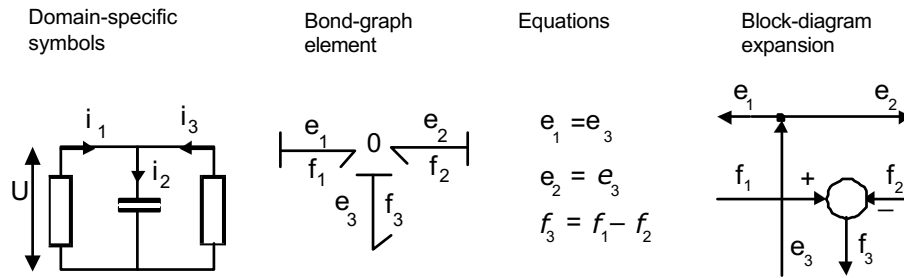 Domain-specific
symbols
Bond-graph
element
Equations
Block-diagram
expansion
i1 i3
i2
U
e1 0 e2
f1 f2
e3 f3
e1 =e3
e2 = e3
f3 = f1– f2
e1 e2
f1 + f2
–
e3 f3